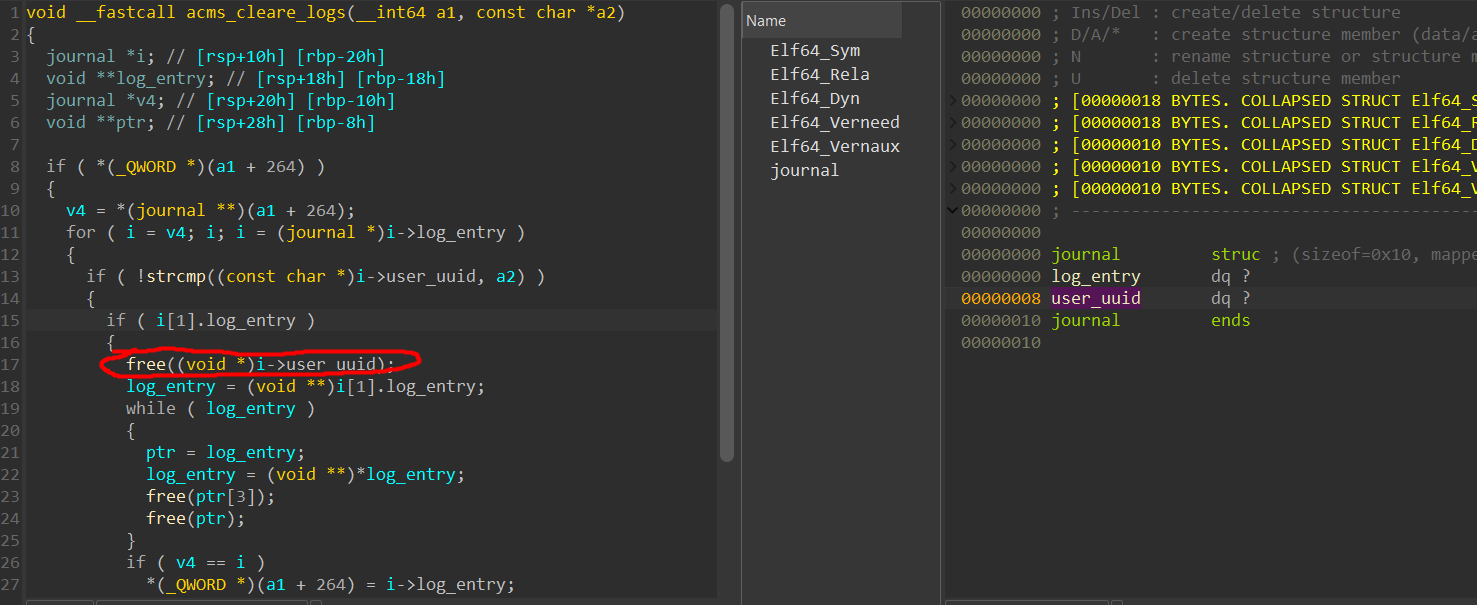 1 void __fastcall acms_cleare_logs(__int64 a1, const char *a2)
2 {
3   journal *i; // [rsp+10h] [rbp-20h]
4   void **log_entry; // [rsp+18h] [rbp-18h]
5   journal *v4; // [rsp+20h] [rbp-10h]
6   void **ptr; // [rsp+28h] [rbp-8h]
7
8   if ( *(_QWORD *)(a1 + 264) )
9   {
10     v4 = *(journal **)(a1 + 264);
11     for ( i = v4; i; i = (journal *)i->log_entry )
12     {
13       if ( !strcmp((const char *)i->user_uuid, a2) )
14       {
15         if ( i[1].log_entry )
16         {
17           free((void *)i->user_uuid);
18           log_entry = (void **)i[1].log_entry;
19           while ( log_entry )
20           {
21             ptr = log_entry;
22             log_entry = (void **)*log_entry;
23             free(ptr[3]);
24             free(ptr);
25           }
26           if ( v4 == i )
27             *(_QWORD *)(a1 + 264) = i->log_entry;
Name
Elf64_Sym
Elf64_Rela
Elf64_Dyn
Elf64_Verneed
Elf64_Vernaux
journal
00000000 ; Ins/Del : create/delete structure
00000000 ; D/A/*   : create structure member (data/a
00000000 ; N       : rename structure or structure m
00000000 ; U       : delete structure member
00000000 ; [00000018 BYTES. COLLAPSED STRUCT Elf64_S
00000000 ; [00000018 BYTES. COLLAPSED STRUCT Elf64_R
00000000 ; [00000010 BYTES. COLLAPSED STRUCT Elf64_D
00000000 ; [00000010 BYTES. COLLAPSED STRUCT Elf64_V
00000000 ; [00000010 BYTES. COLLAPSED STRUCT Elf64_V
00000000 ; ------------------------------------------
00000000
00000000 journal         struc ; (sizeof=0x10, mappe
00000000 log_entry       dq ?
00000008 user_uuid       dq ?
00000010 journal         ends
00000010